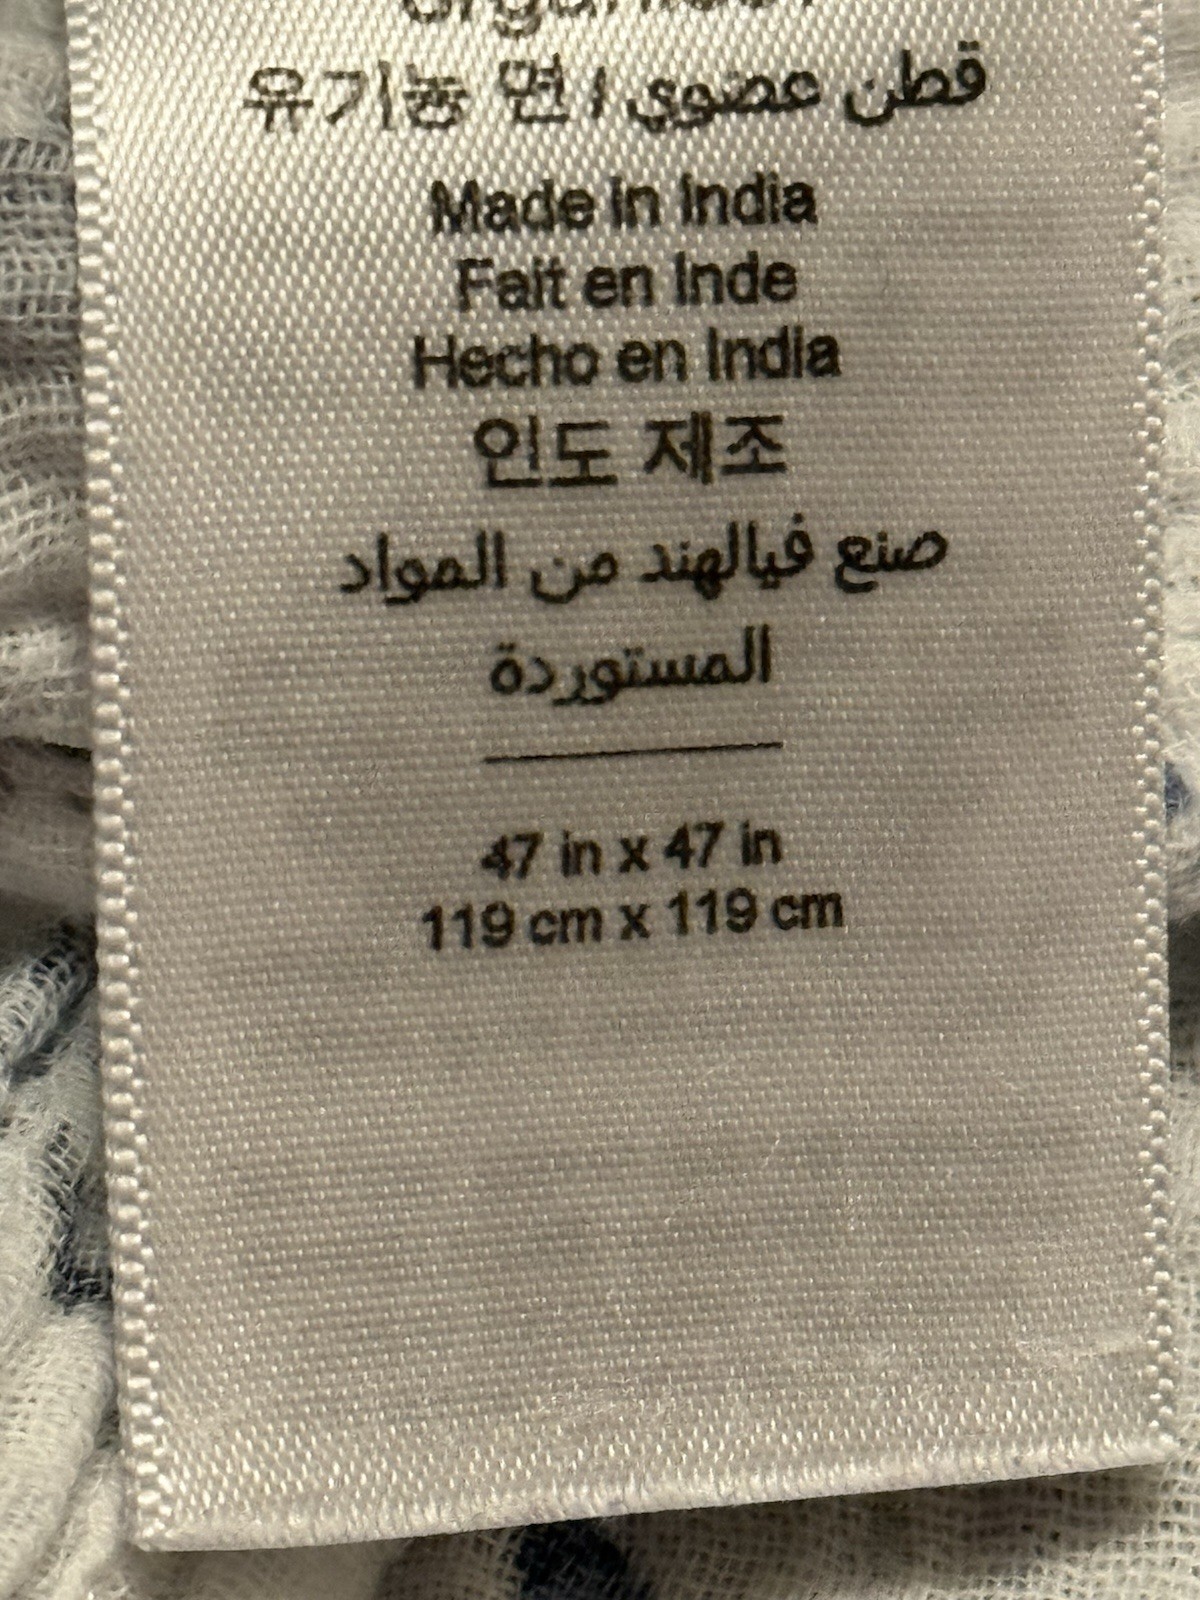 유기농 면 / قطن عضوي
Made in India
Fait en Inde
Hecho en India
인도 제조
صنع فيالهند من المواد
المستوردة
47 in x 47 in
119 cm x 119 cm